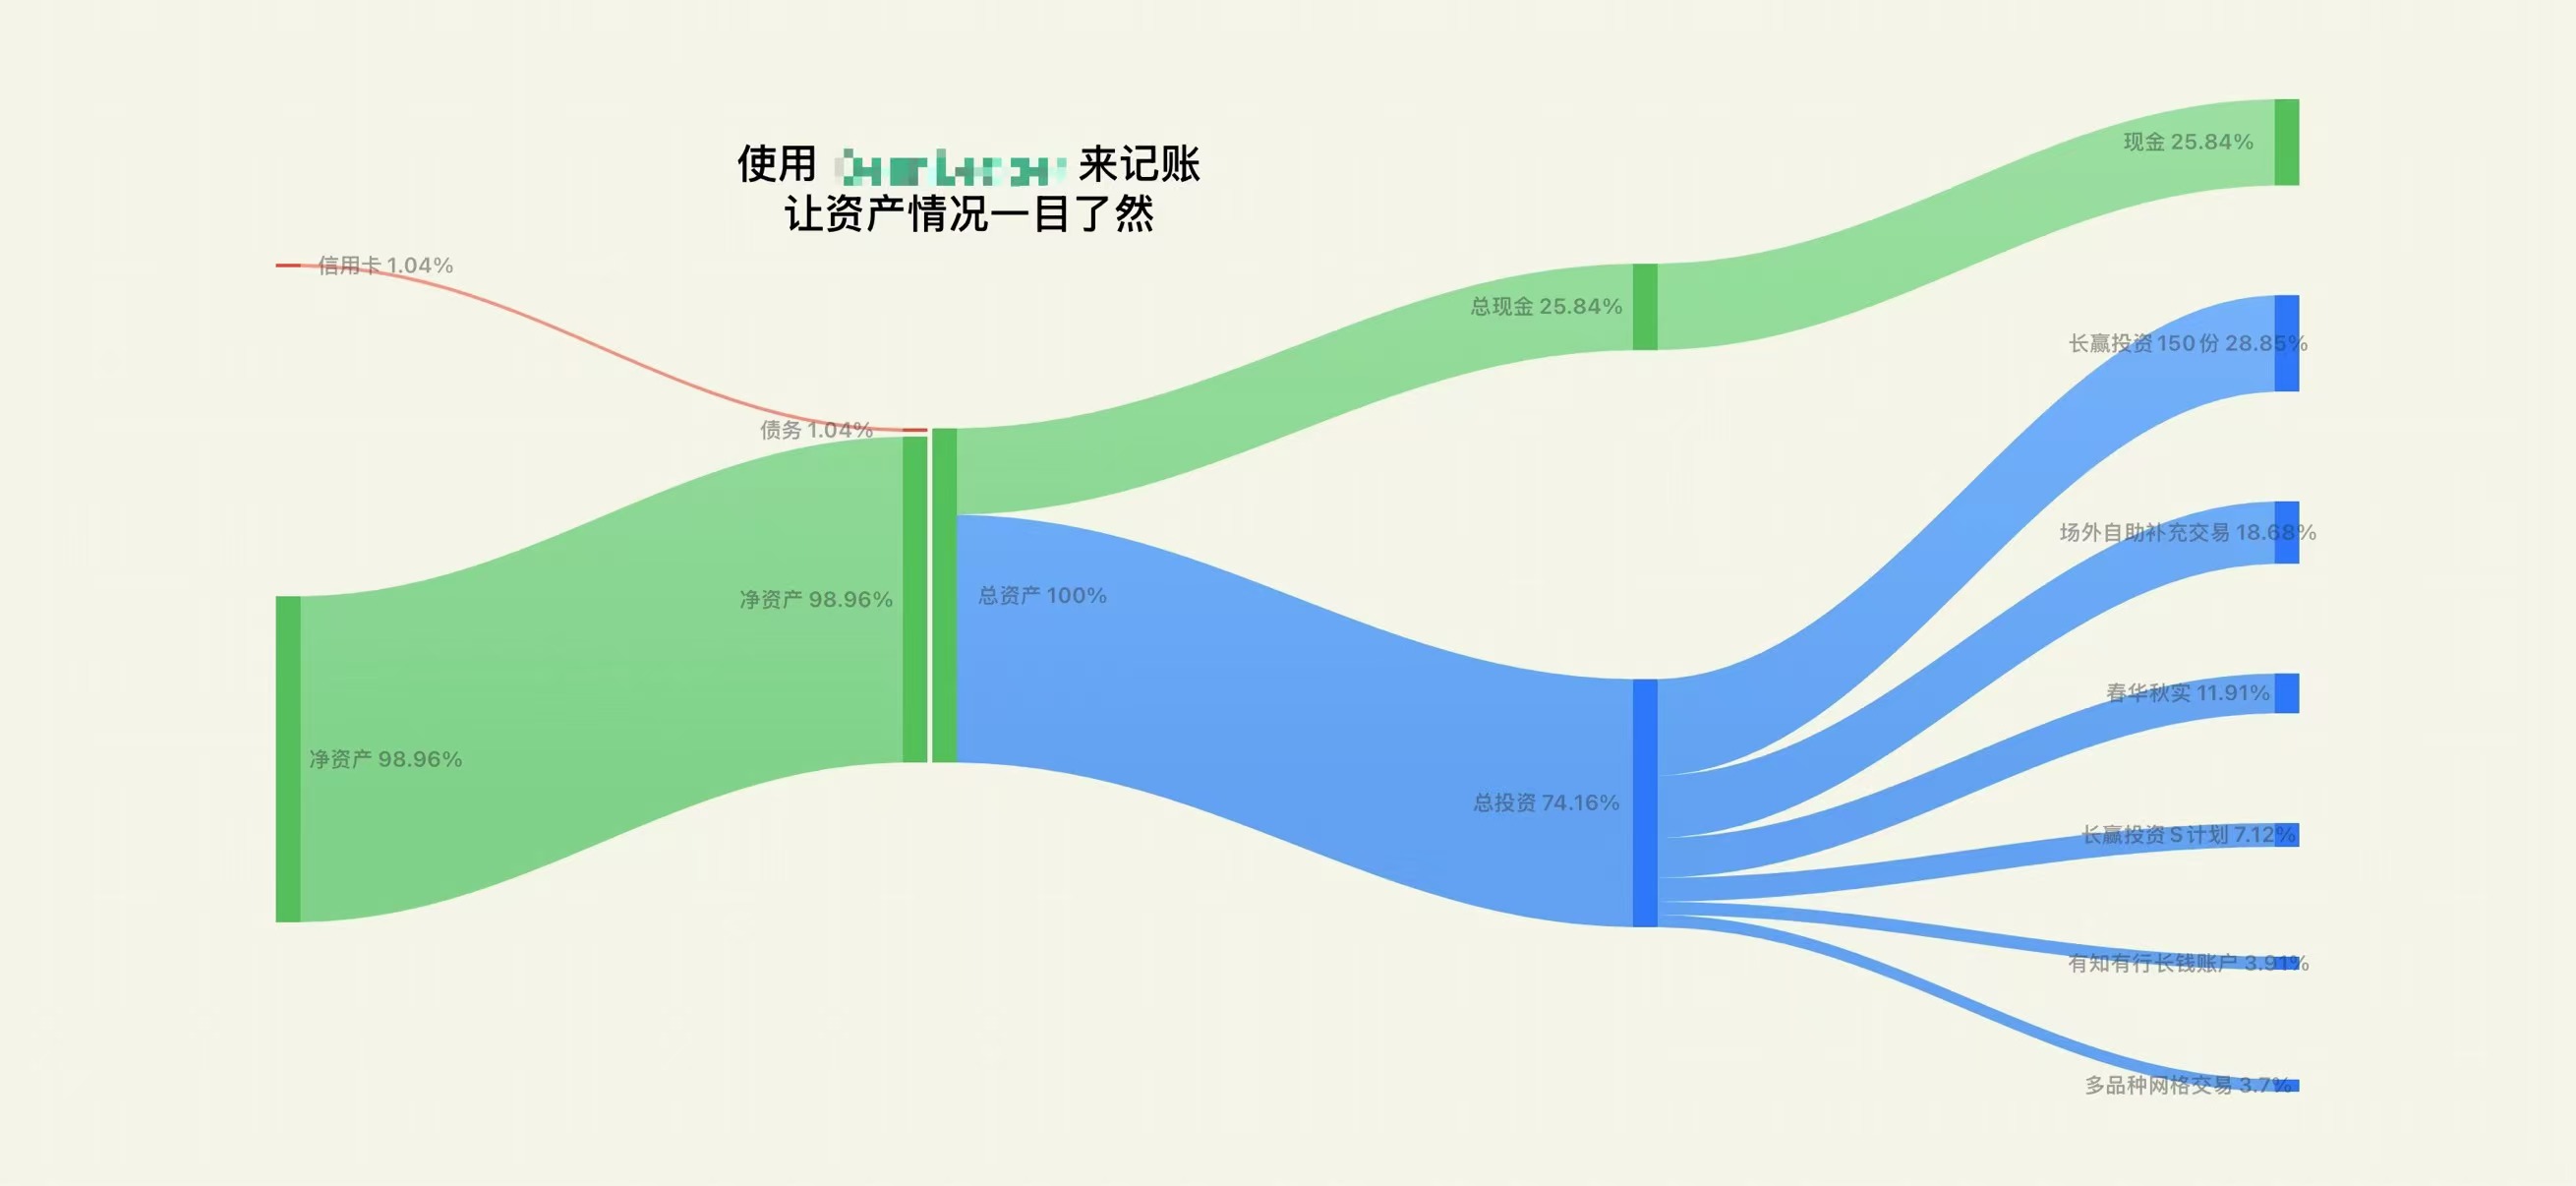 使用 来记账
让资产情况一目了然
信用卡 1.04%
债务 1.04%
净资产 98.96%
净资产 98.96%
总资产 100%
总现金 25.84%
总投资 74.16%
现金 25.84%
长赢投资 150 份 28.85%
场外自助补充交易 18.68%
春华秋实 11.91%
长赢投资 S 计划 7.12%
有知有行长钱账户 3.91%
多品种网格交易 3.7%